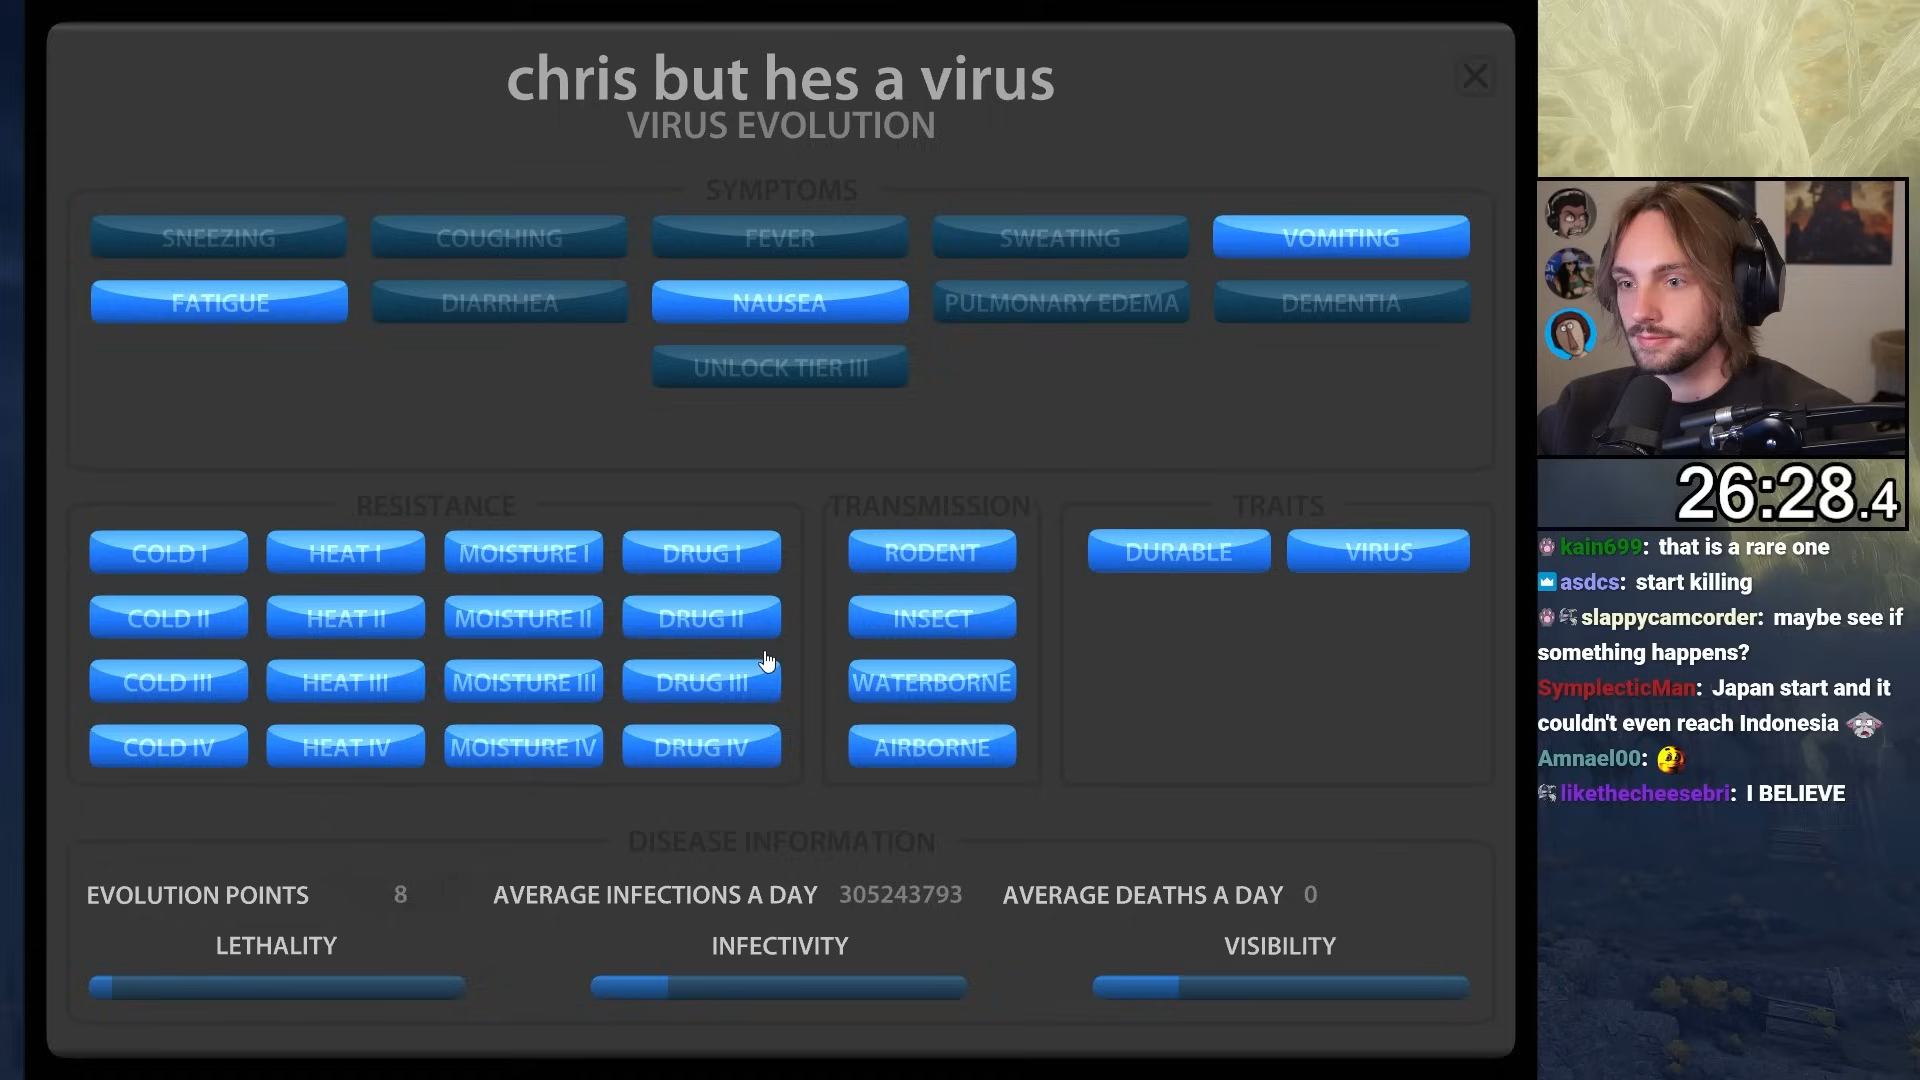 chris but hes a virus
VIRUS EVOLUTION
SYMPTOMS
SNEEZING
COUGHING
FEVER
SWEATING
VOMITING
FATIGUE
DIARRHEA
NAUSEA
PULMONARY EDEMA
DEMENTIA
UNLOCK TIER III
RESISTANCE
COLD I
HEAT I
MOISTURE I
DRUG I
COLD II
HEAT II
MOISTURE II
DRUG II
COLD III
HEAT III
MOISTURE III
DRUG III
COLD IV
HEAT IV
MOISTURE IV
DRUG IV
TRANSMISSION
RODENT
INSECT
WATERBORNE
AIRBORNE
TRAITS
DURABLE
VIRUS
DISEASE INFORMATION
EVOLUTION POINTS 8
AVERAGE INFECTIONS A DAY 305243793
AVERAGE DEATHS A DAY 0
LETHALITY
INFECTIVITY
VISIBILITY
26:28.4
kain699: that is a rare one
asdcs: start killing
slappycamcorder: maybe see if
something happens?
SymplecticMan: Japan start and it
couldn't even reach Indonesia
Amnael00:
likethecheesebri: I BELIEVE